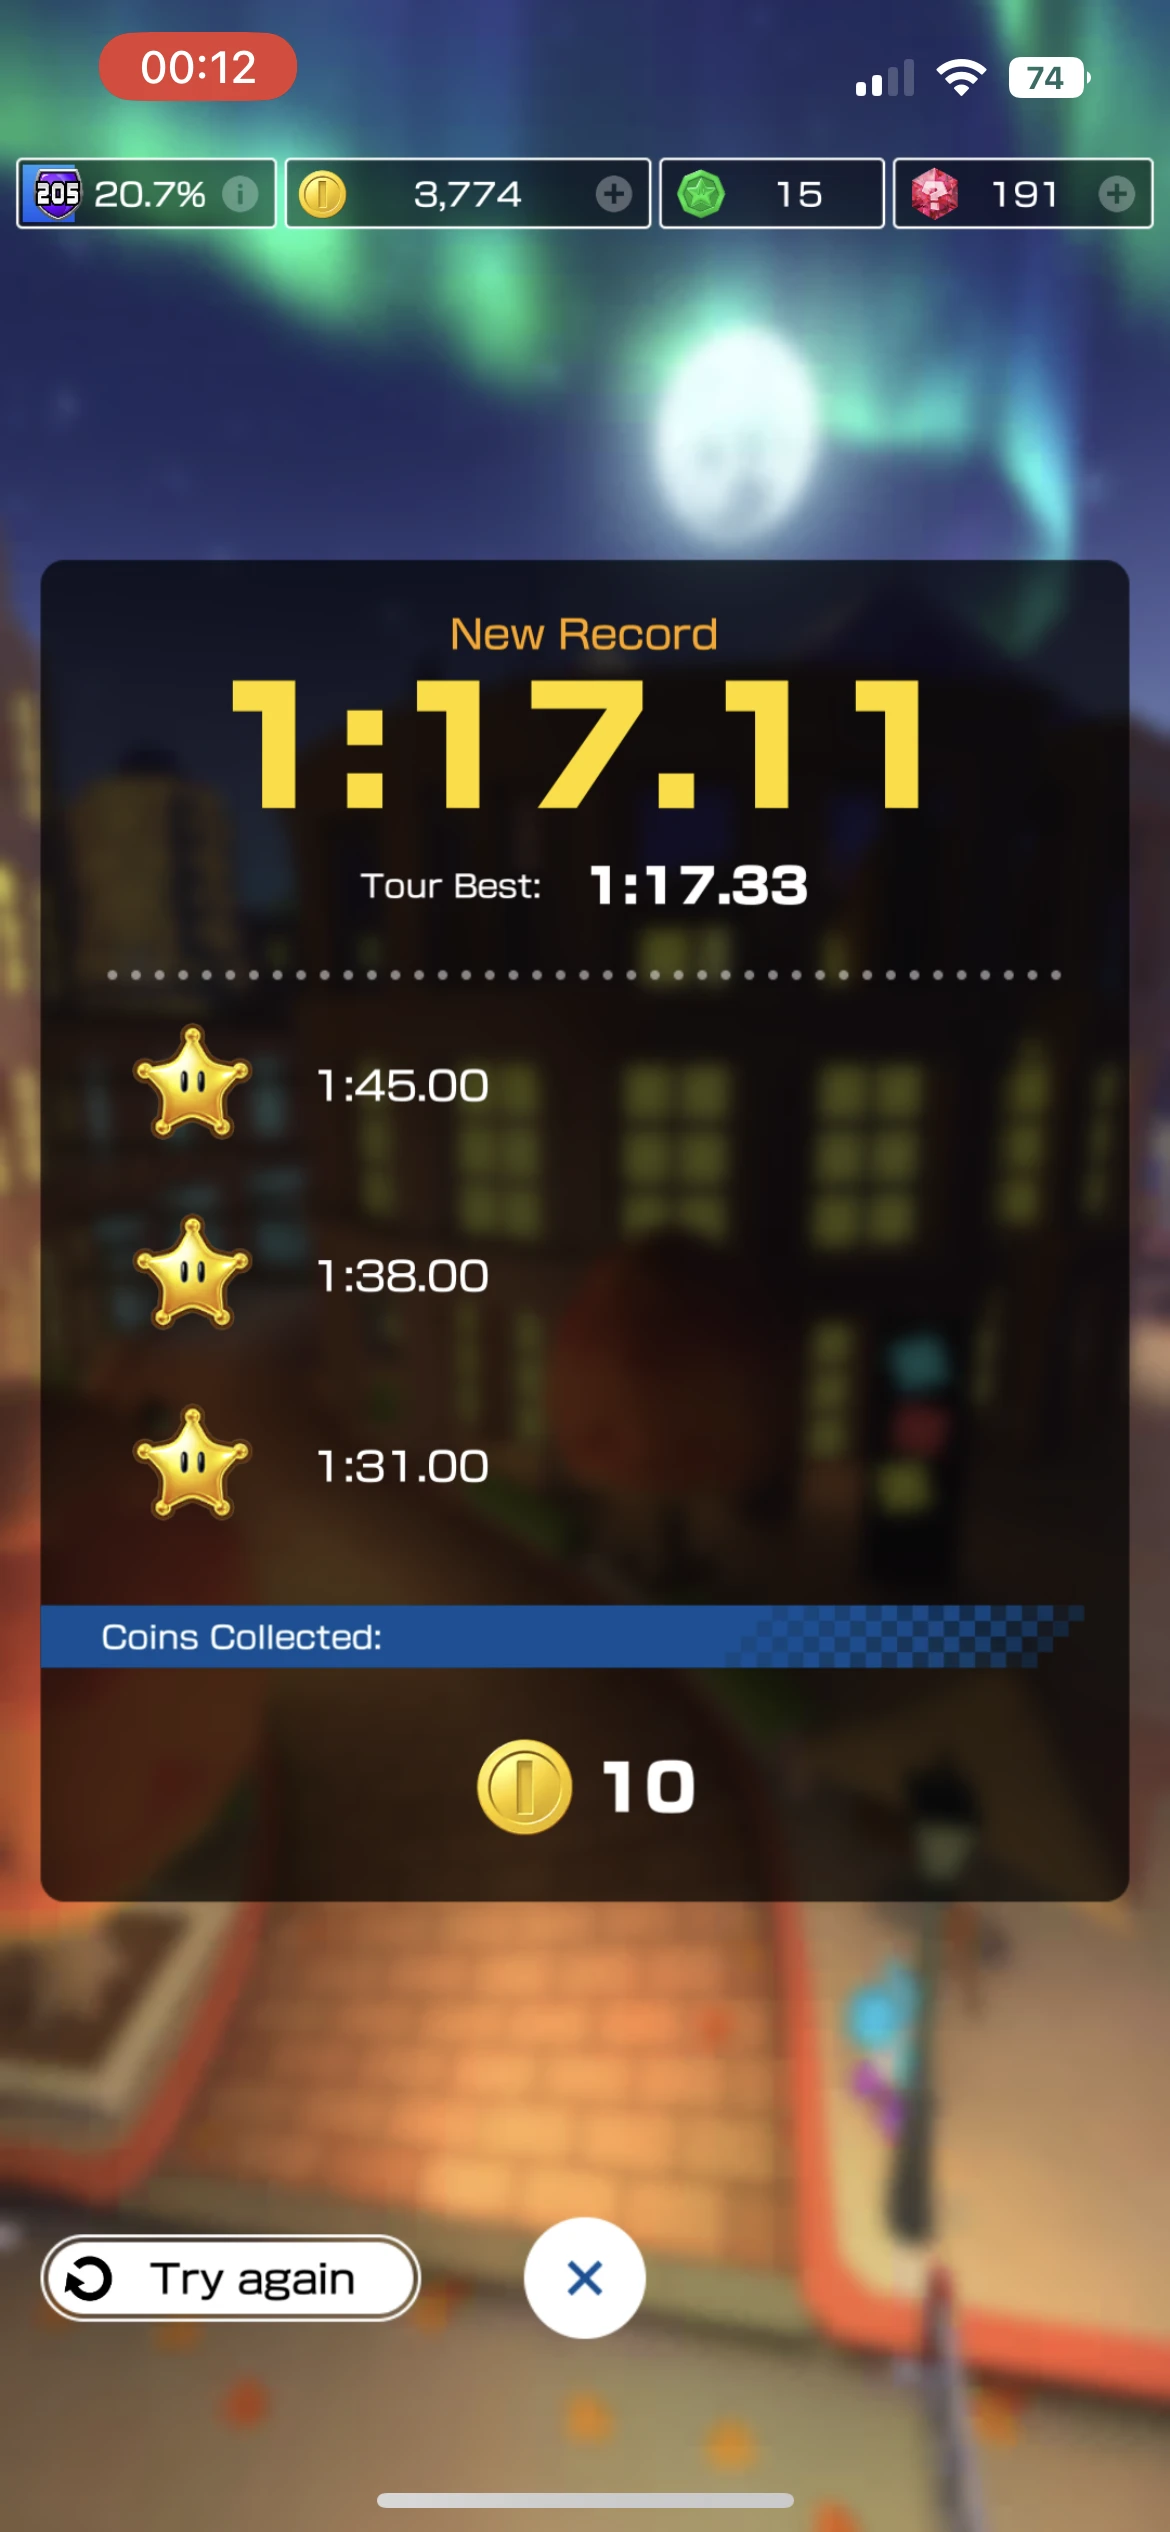 00:12
74
205 20.7% i 3,774 + 15 ? 191 +
New Record
1:17.11
Tour Best: 1:17.33
1:45.00
1:38.00
1:31.00
Coins Collected:
10
Try again ×